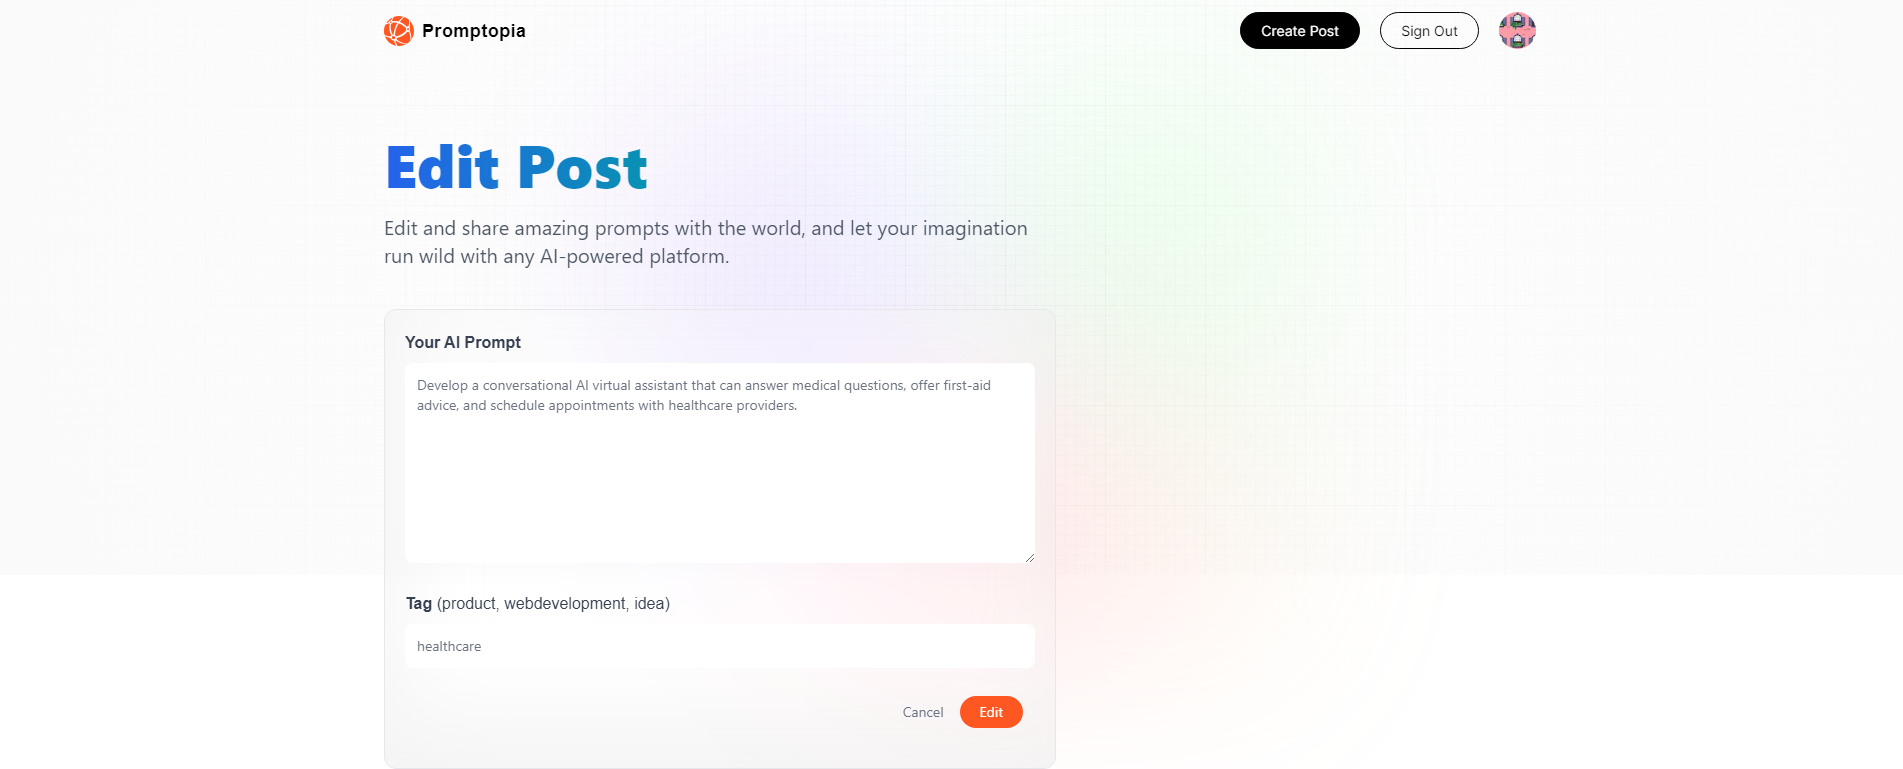 Promptopia
Create Post
Sign Out
Edit Post
Edit and share amazing prompts with the world, and let your imagination
run wild with any AI-powered platform.
Your AI Prompt
Develop a conversational AI virtual assistant that can answer medical questions, offer first-aid
advice, and schedule appointments with healthcare providers.
Tag (product, webdevelopment, idea)
healthcare
Cancel
Edit